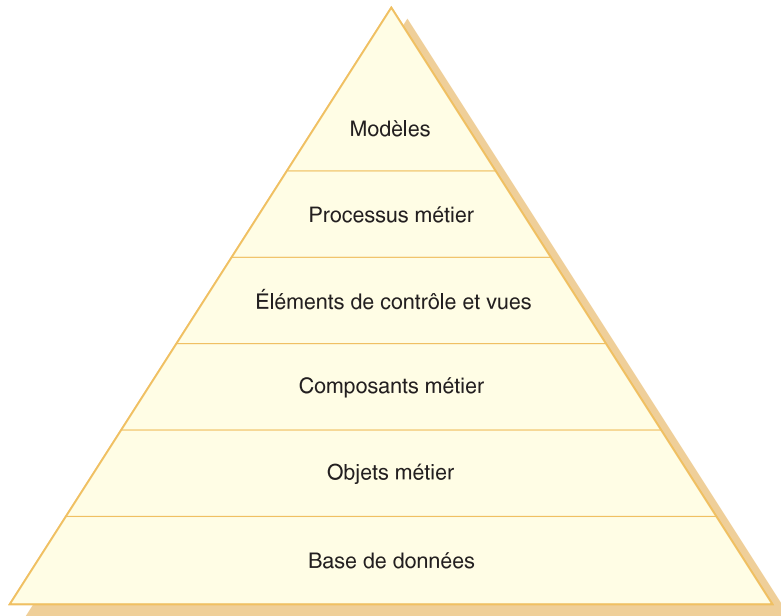 Modèles
Processus métier
Éléments de contrôle et vues
Composants métier
Objets métier
Base de données